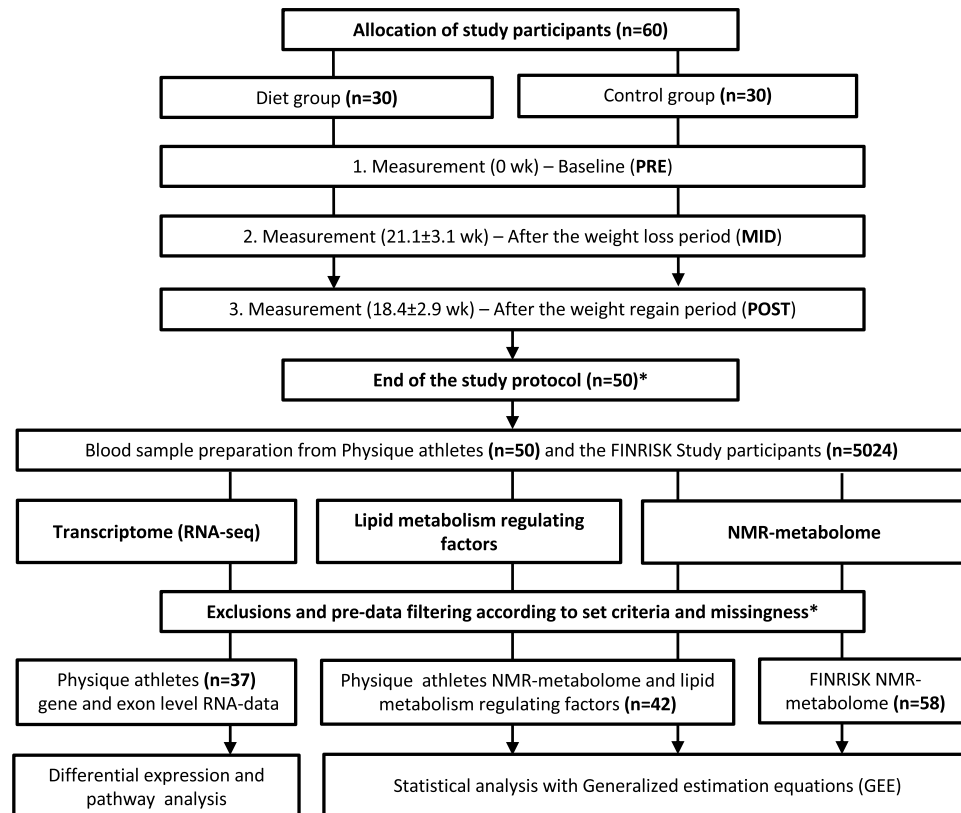 Allocation of study participants (n=60)
Diet group (n=30)
Control group (n=30)
1. Measurement (0 wk) – Baseline (PRE)
2. Measurement (21.1±3.1 wk) – After the weight loss period (MID)
3. Measurement (18.4±2.9 wk) – After the weight regain period (POST)
End of the study protocol (n=50)*
Blood sample preparation from Physique athletes (n=50) and the FINRISK Study participants (n=5024)
Transcriptome (RNA-seq)
Lipid metabolism regulating
factors
NMR-metabolome
Exclusions and pre-data filtering according to set criteria and missingness*
Physique athletes (n=37)
gene and exon level RNA-data
Physique athletes NMR-metabolome and lipid
metabolism regulating factors (n=42)
FINRISK NMR-
metabolome (n=58)
Differential expression and
pathway analysis
Statistical analysis with Generalized estimation equations (GEE)